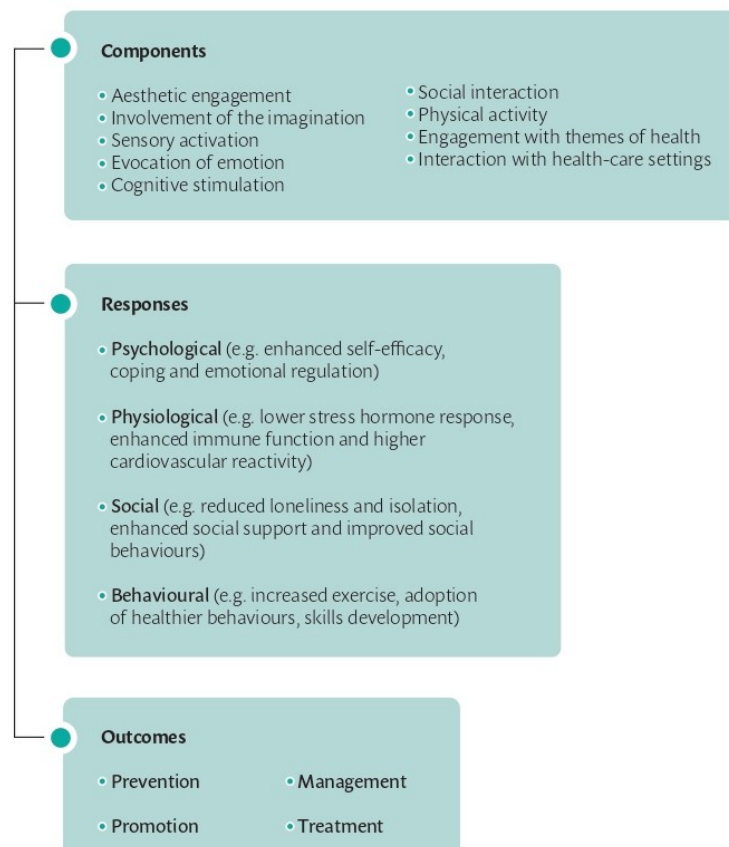 Components
• Aesthetic engagement
• Involvement of the imagination
• Sensory activation
• Evocation of emotion
• Cognitive stimulation
• Social interaction
• Physical activity
• Engagement with themes of health
• Interaction with health-care settings
Responses
• Psychological (e.g. enhanced self-efficacy,
coping and emotional regulation)
• Physiological (e.g. lower stress hormone response,
enhanced immune function and higher
cardiovascular reactivity)
• Social (e.g. reduced loneliness and isolation,
enhanced social support and improved social
behaviours)
• Behavioural (e.g. increased exercise, adoption
of healthier behaviours, skills development)
Outcomes
• Prevention
• Management
• Promotion
• Treatment